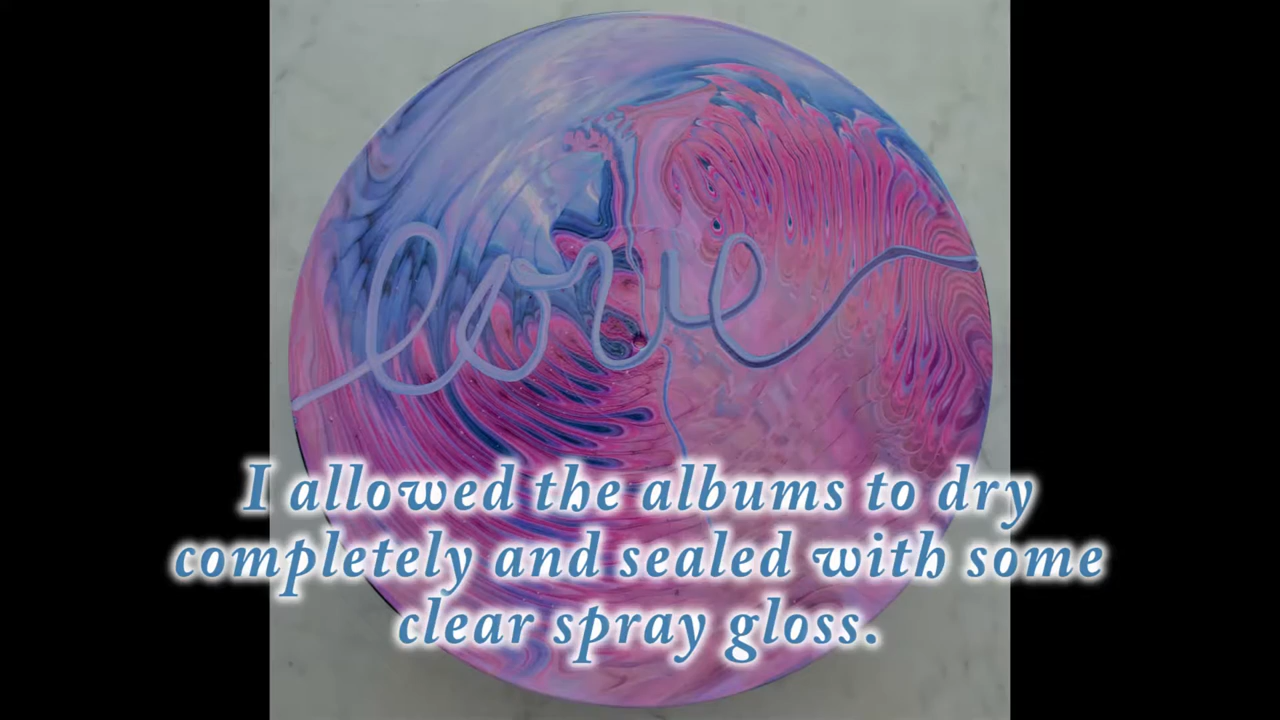 love
I allowed the albums to dry
completely and sealed with some
clear spray gloss.